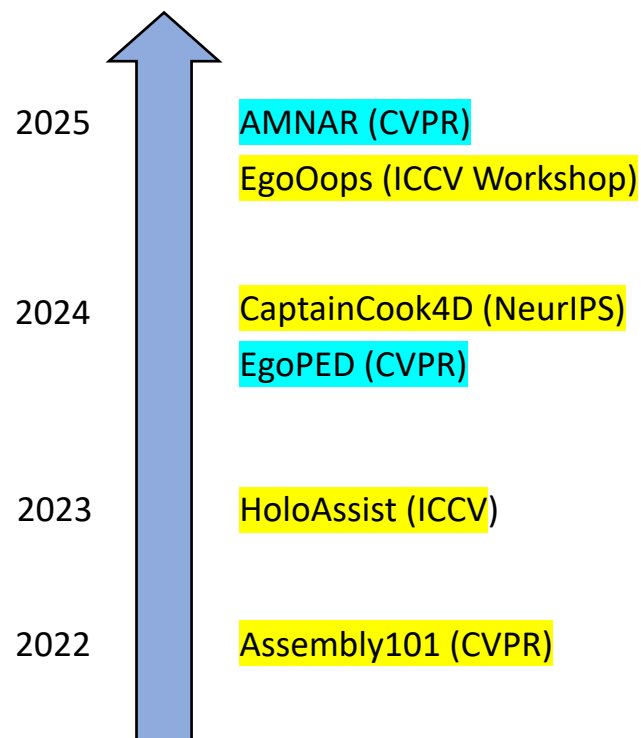 2025 AMNAR (CVPR)
EgoOops (ICCV Workshop)
2024 CaptainCook4D (NeurIPS)
EgoPED (CVPR)
2023 HoloAssist (ICCV)
2022 Assembly101 (CVPR)